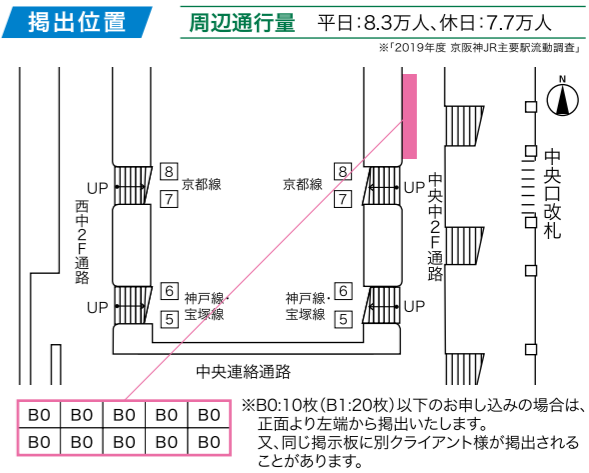 掲出位置
周辺通行量 平日：8.3万人、休日：7.7万人
※「2019年度 京阪神JR主要駅流動調査」
N
8
京都線
7
UP
京都線
8
7
UP
西中2F通路
中央中2F通路
中央口改札
6
神戸線・
宝塚線
5
UP
神戸線・
宝塚線
6
5
UP
中央連絡通路
B0 B0 B0 B0 B0
B0 B0 B0 B0 B0
※B0:10枚（B1:20枚）以下のお申し込みの場合は、
正面より左端から掲出いたします。
又、同じ掲示板に別クライアント様が掲出される
ことがあります。